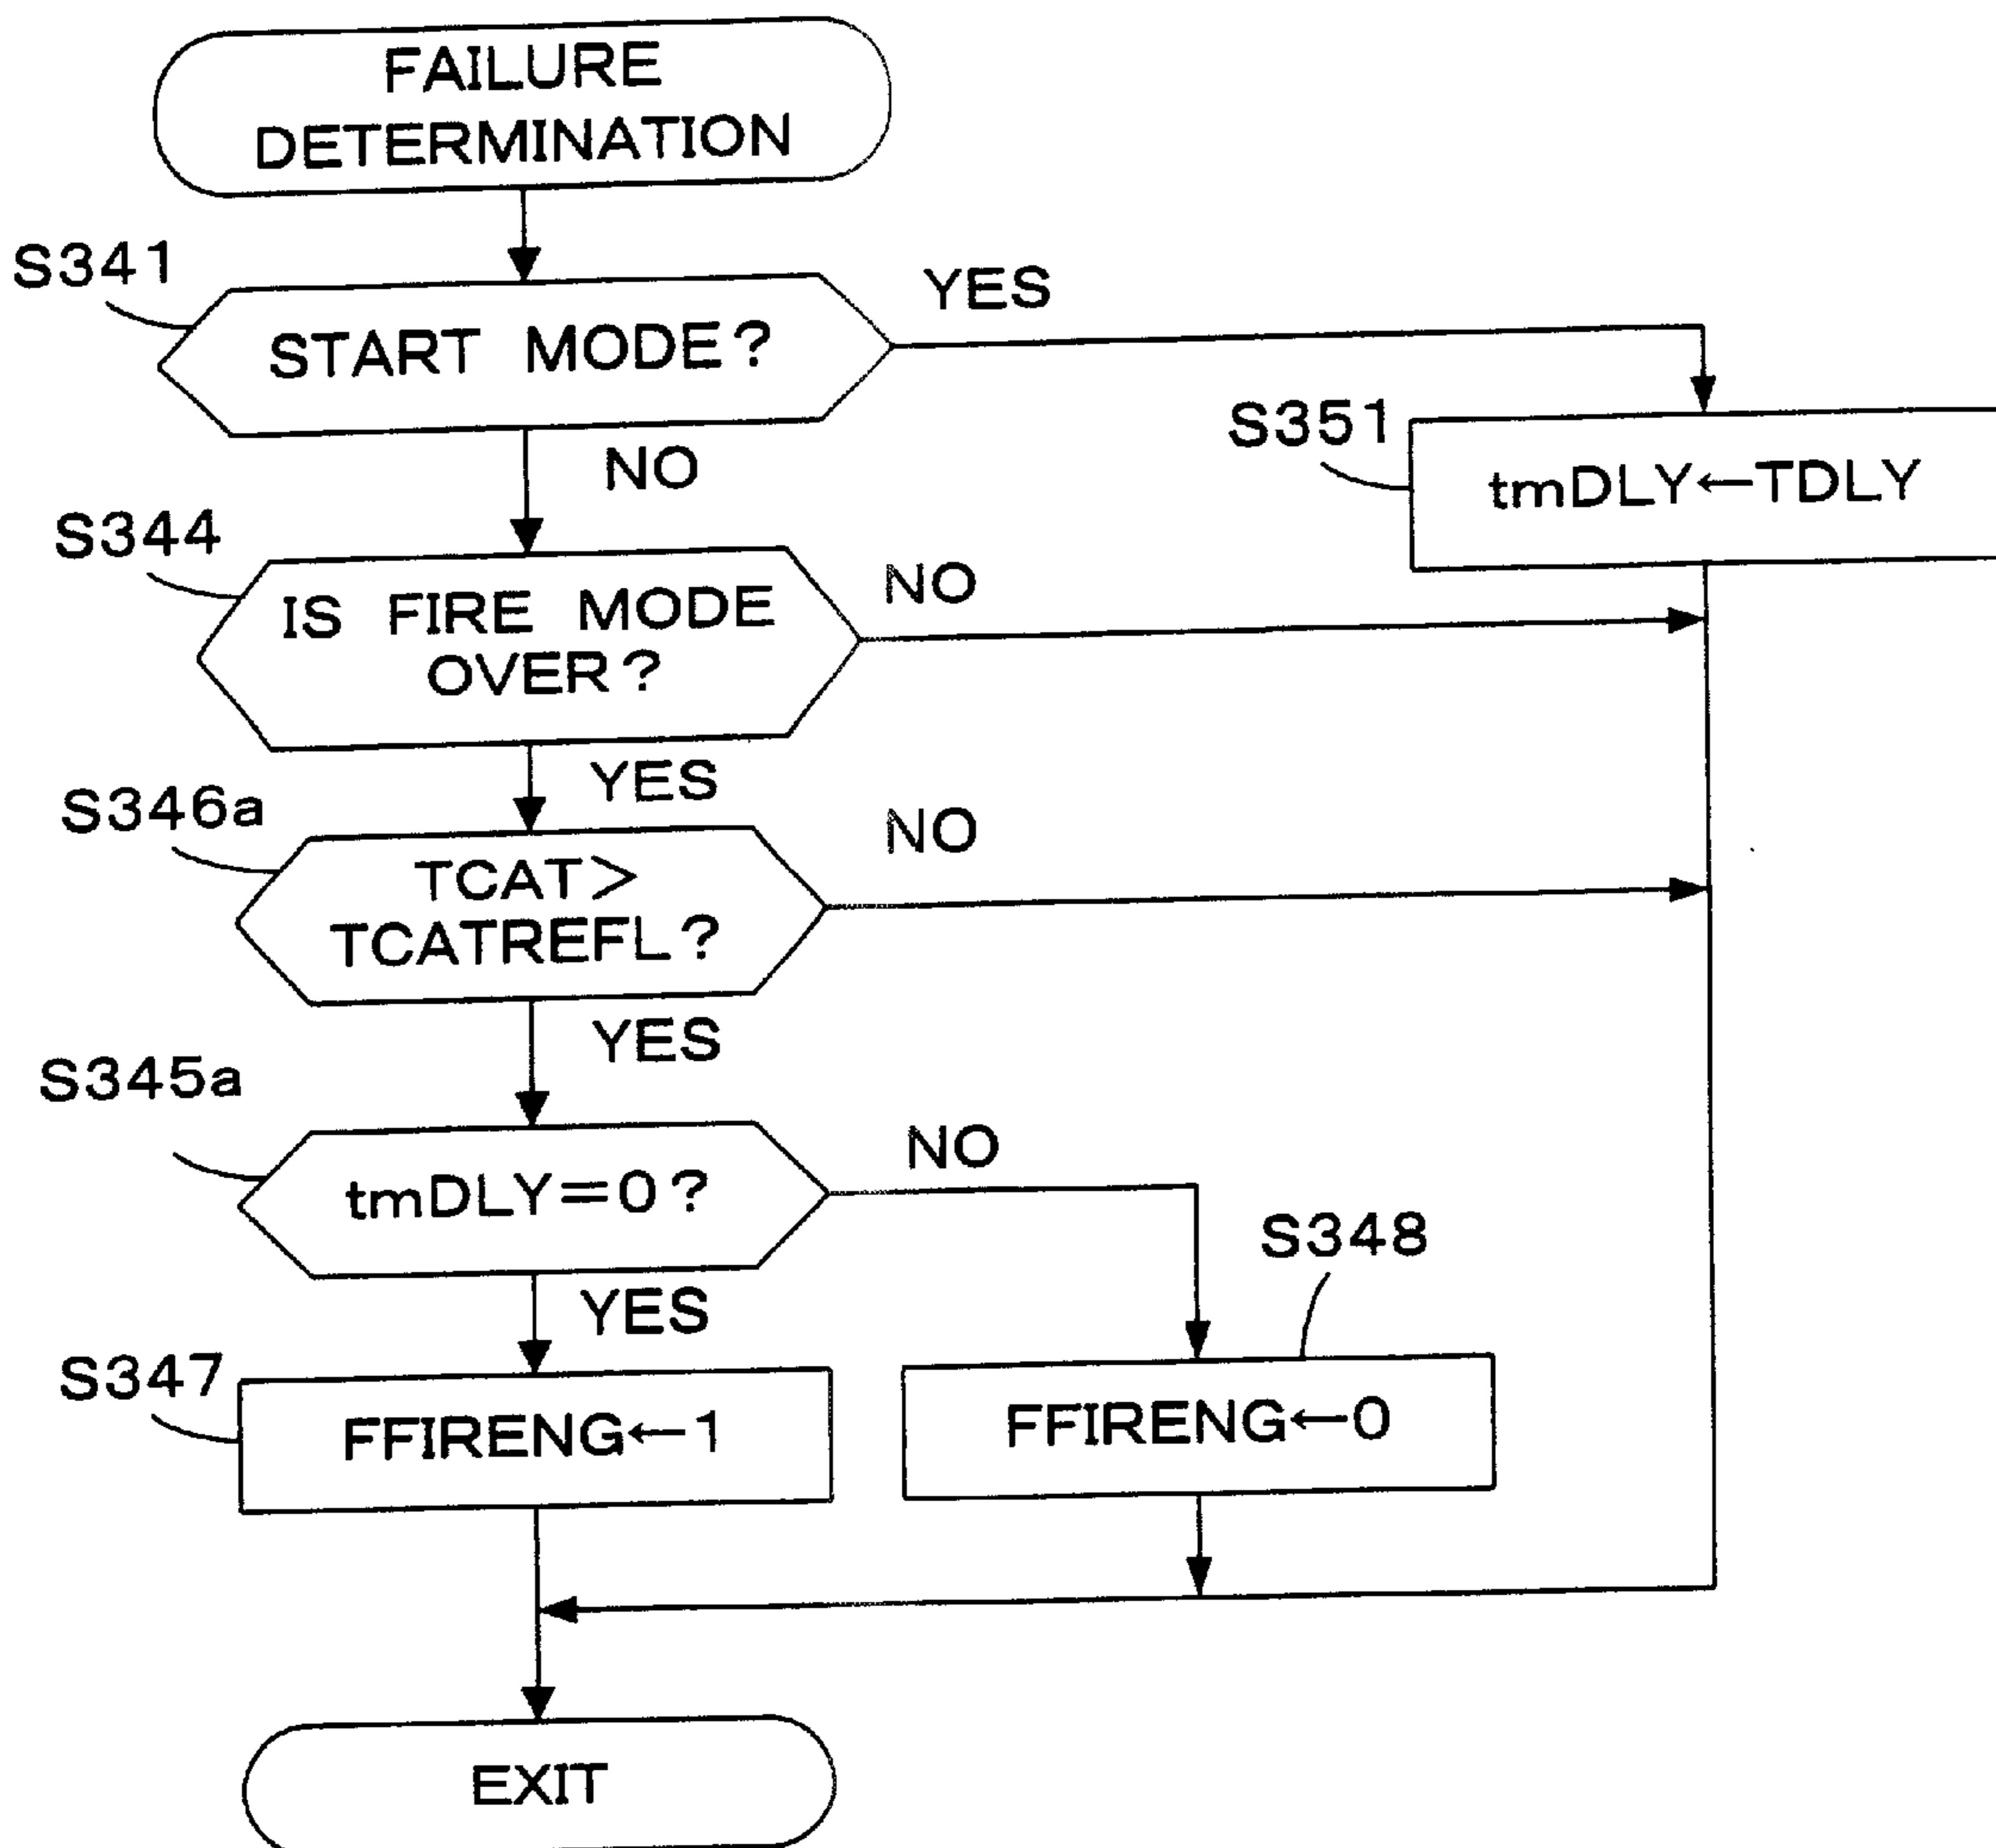 FAILURE
DETERMINATION
S341
START MODE?
YES
S351
tmDLY←TDLY
NO
S344
IS FIRE MODE
OVER?
NO
YES
S346a
TCAT>
TCATREFL?
NO
YES
S345a
tmDLY=0?
NO
S348
YES
S347
FFIRENG←1
FFIRENG←0
EXIT